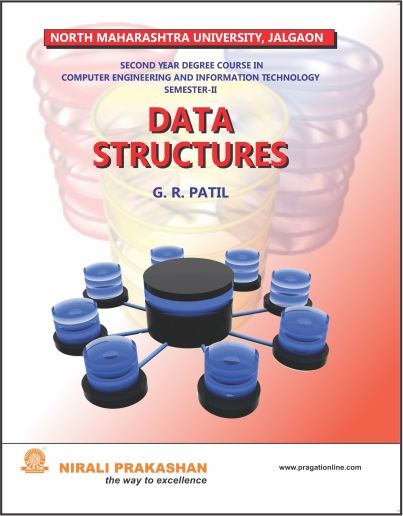 NORTH MAHARASHTRA UNIVERSITY, JALGAON
SECOND YEAR DEGREE COURSE IN
COMPUTER ENGINEERING AND INFORMATION TECHNOLOGY
SEMESTER-II
DATA
STRUCTURES
G. R. PATIL
NIRALI PRAKASHAN
the way to excellence
www.pragationline.com